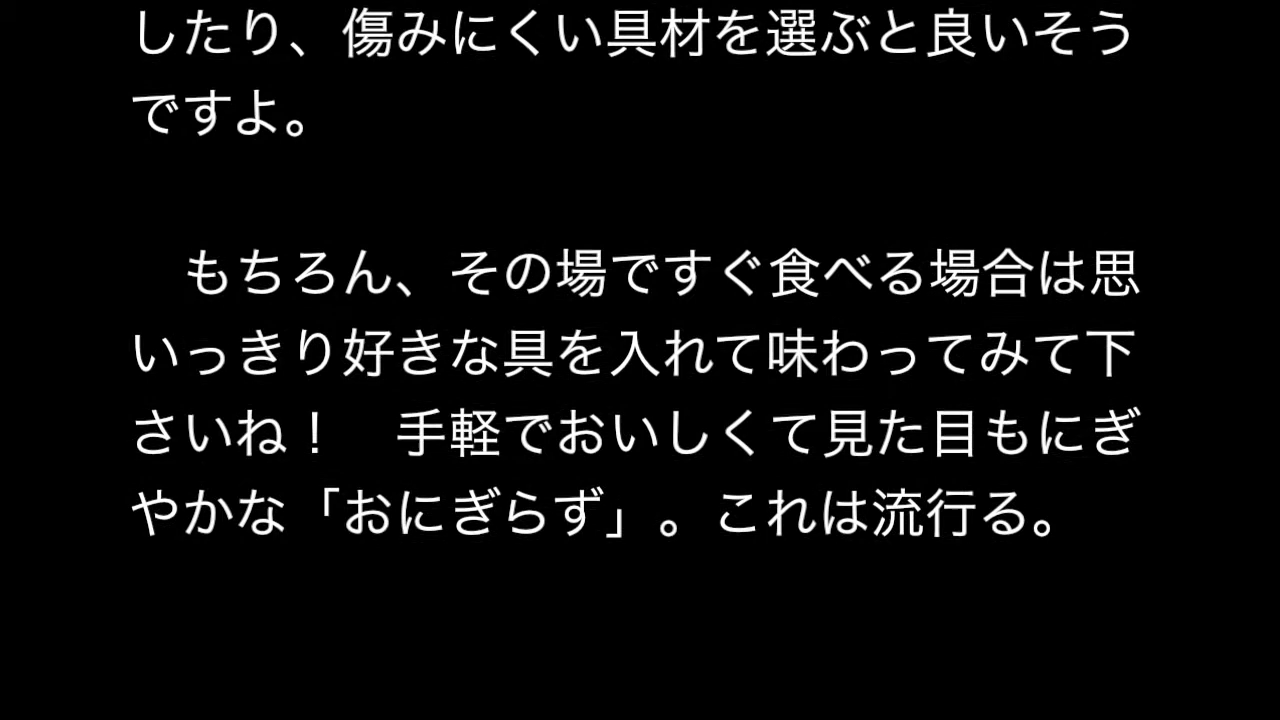 したり、傷みにくい具材を選ぶと良いそう
ですよ。
　もちろん、その場ですぐ食べる場合は思
いっきり好きな具を入れて味わってみて下
さいね！　手軽でおいしくて見た目もにぎ
やかな「おにぎらず」。これは流行る。